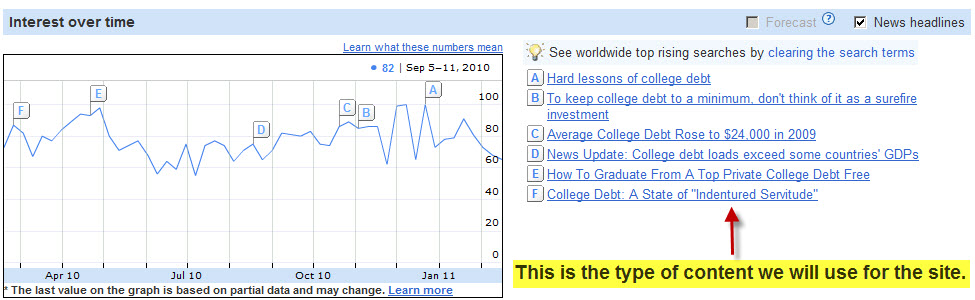 Interest over time
Forecast ? News headlines
Learn what these numbers mean
82 | Sep 5–11, 2010
F
E
D
C
B
A
100
80
60
40
20
0
Apr 10 Jul 10 Oct 10 Jan 11
* The last value on the graph is based on partial data and may change. Learn more
See worldwide top rising searches by clearing the search terms
A Hard lessons of college debt
B To keep college debt to a minimum, don't think of it as a surefire
investment
C Average College Debt Rose to $24,000 in 2009
D News Update: College debt loads exceed some countries' GDPs
E How To Graduate From A Top Private College Debt Free
F College Debt: A State of "Indentured Servitude"
This is the type of content we will use for the site.